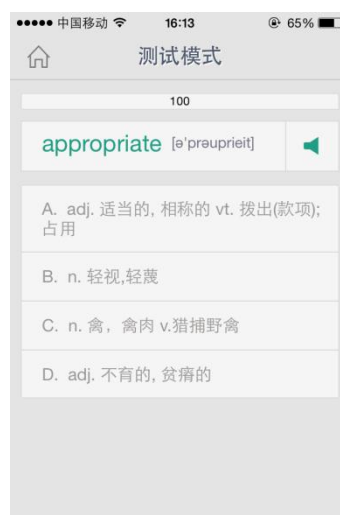 中国移动 16:13 65%
测试模式
100
appropriate [ə'prəuprieit]
A. adj. 适当的, 相称的 vt. 拨出(款项);
占用
B. n. 轻视,轻蔑
C. n. 禽，禽肉 v.猎捕野禽
D. adj. 不育的, 贫瘠的